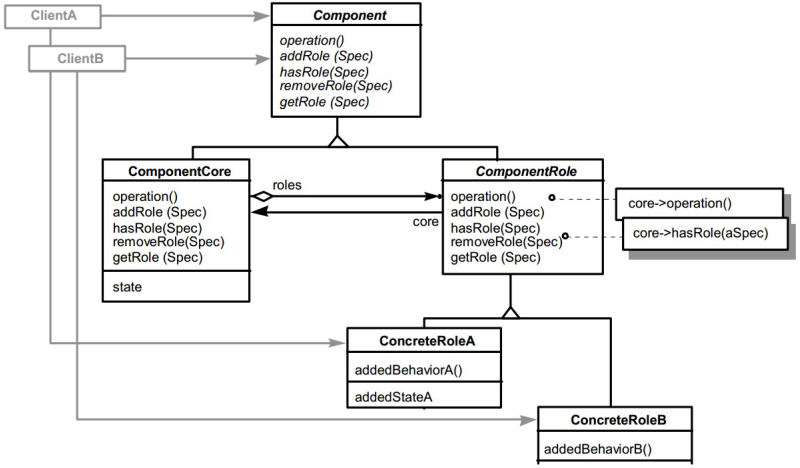 ClientA
Component
ClientB
operation()
addRole (Spec)
hasRole(Spec)
removeRole(Spec)
getRole (Spec)
ComponentCore
operation()
addRole (Spec)
hasRole(Spec)
removeRole(Spec)
getRole (Spec)
state
roles
core
ComponentRole
operation()
addRole (Spec)
hasRole(Spec)
removeRole(Spec)
getRole (Spec)
core->operation()
core->hasRole(aSpec)
ConcreteRoleA
addedBehaviorA()
addedStateA
ConcreteRoleB
addedBehaviorB()